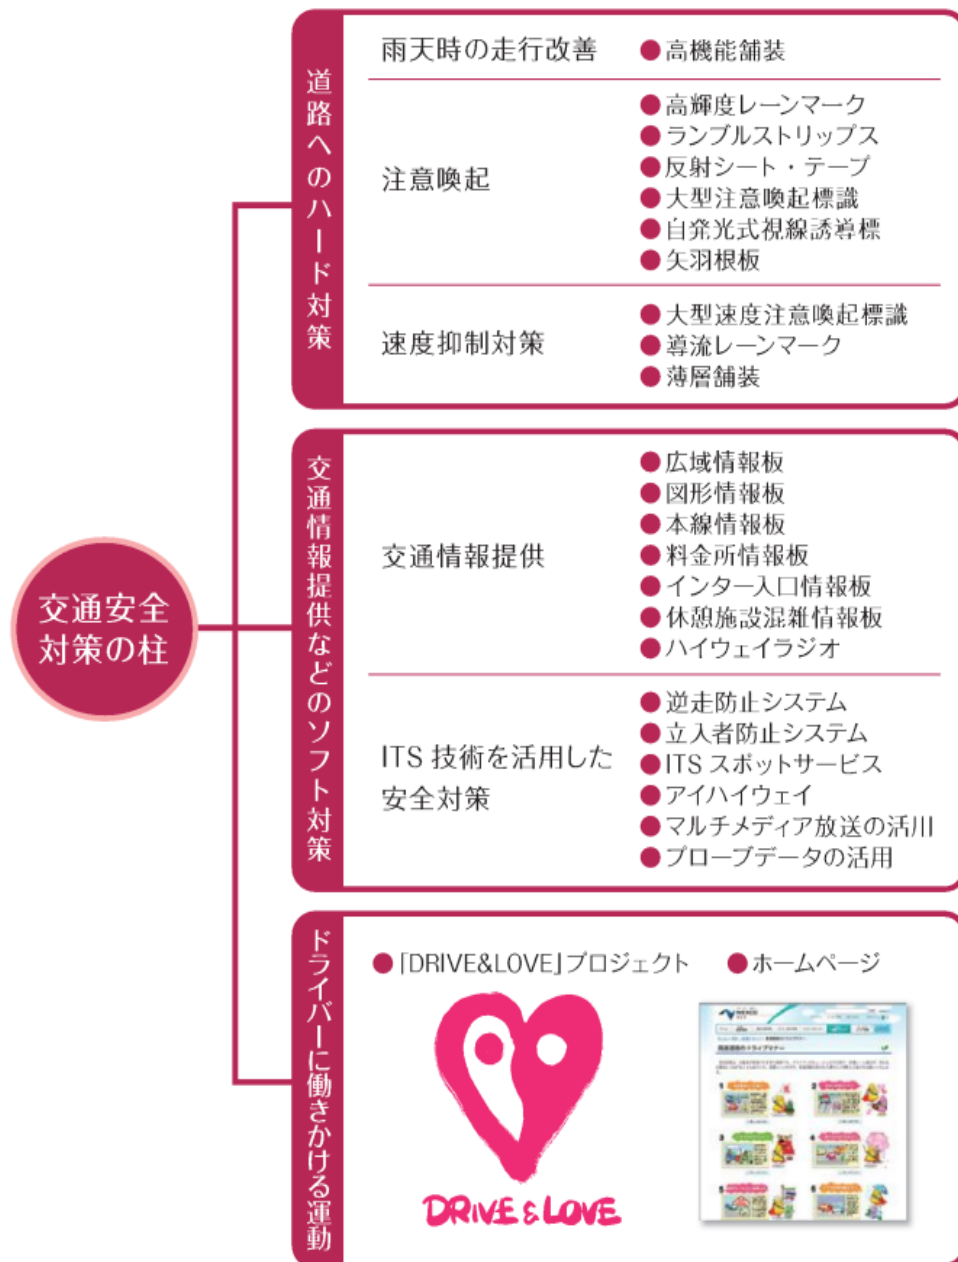 交通安全
対策の柱
道路へのハード対策
雨天時の走行改善
●高機能舗装
注意喚起
●高輝度レーンマーク
●ランブルストリップス
●反射シート・テープ
●大型注意喚起標識
●自発光式視線誘導標
●矢羽根板
速度抑制対策
●大型速度注意喚起標識
●導流レーンマーク
●薄層舗装
交通情報提供などのソフト対策
交通情報提供
●広域情報板
●図形情報板
●本線情報板
●料金所情報板
●インター入口情報板
●休憩施設混雑情報板
●ハイウェイラジオ
ITS 技術を活用した
安全対策
●逆走防止システム
●立入者防止システム
●ITS スポットサービス
●アイハイウェイ
●マルチメディア放送の活用
●プローブデータの活用
ドライバーに働きかける運動
●「DRIVE&LOVE」プロジェクト
●ホームページ
DRIVE & LOVE